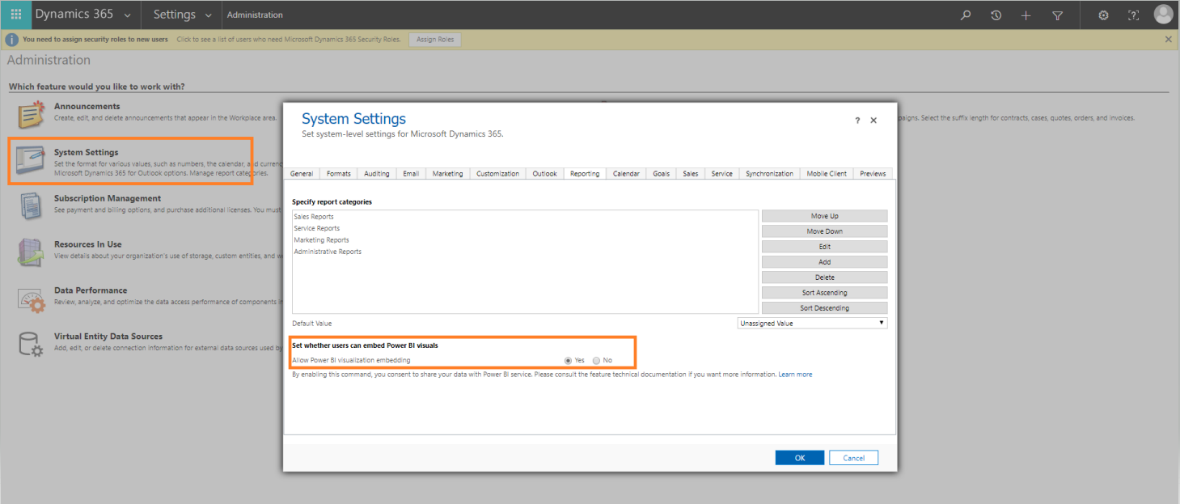 Dynamics 365 Settings Administration
You need to assign security roles to new users Click to see a list of users who need Microsoft Dynamics 365 Security Roles. Assign Roles
Administration
Which feature would you like to work with?
Announcements
Create, edit, and delete announcements that appear in the Workplace area.
paigns. Select the suffix length for contracts, cases, quotes, orders, and invoices.
System Settings
Set the format for various values, such as numbers, the calendar, and currenc
Microsoft Dynamics 365 for Outlook options. Manage report categories.
Subscription Management
See payment and billing options, and purchase additional licenses. You must
Resources In Use
View details about your organization's use of storage, custom entities, and w
Data Performance
Review, analyze, and optimize the data access performance of components i
Virtual Entity Data Sources
Add, edit, or delete connection information for external data sources used by
System Settings
Set system-level settings for Microsoft Dynamics 365.
General Formats Auditing Email Marketing Customization Outlook Reporting Calendar Goals Sales Service Synchronization Mobile Client Previews
Specify report categories
Sales Reports
Service Reports
Marketing Reports
Administrative Reports
Move Up
Move Down
Edit
Add
Delete
Sort Ascending
Sort Descending
Default Value Unassigned Value
Set whether users can embed Power BI visuals
Allow Power BI visualization embedding Yes No
By enabling this command, you consent to share your data with Power BI service. Please consult the feature technical documentation if you want more information. Learn more
OK Cancel